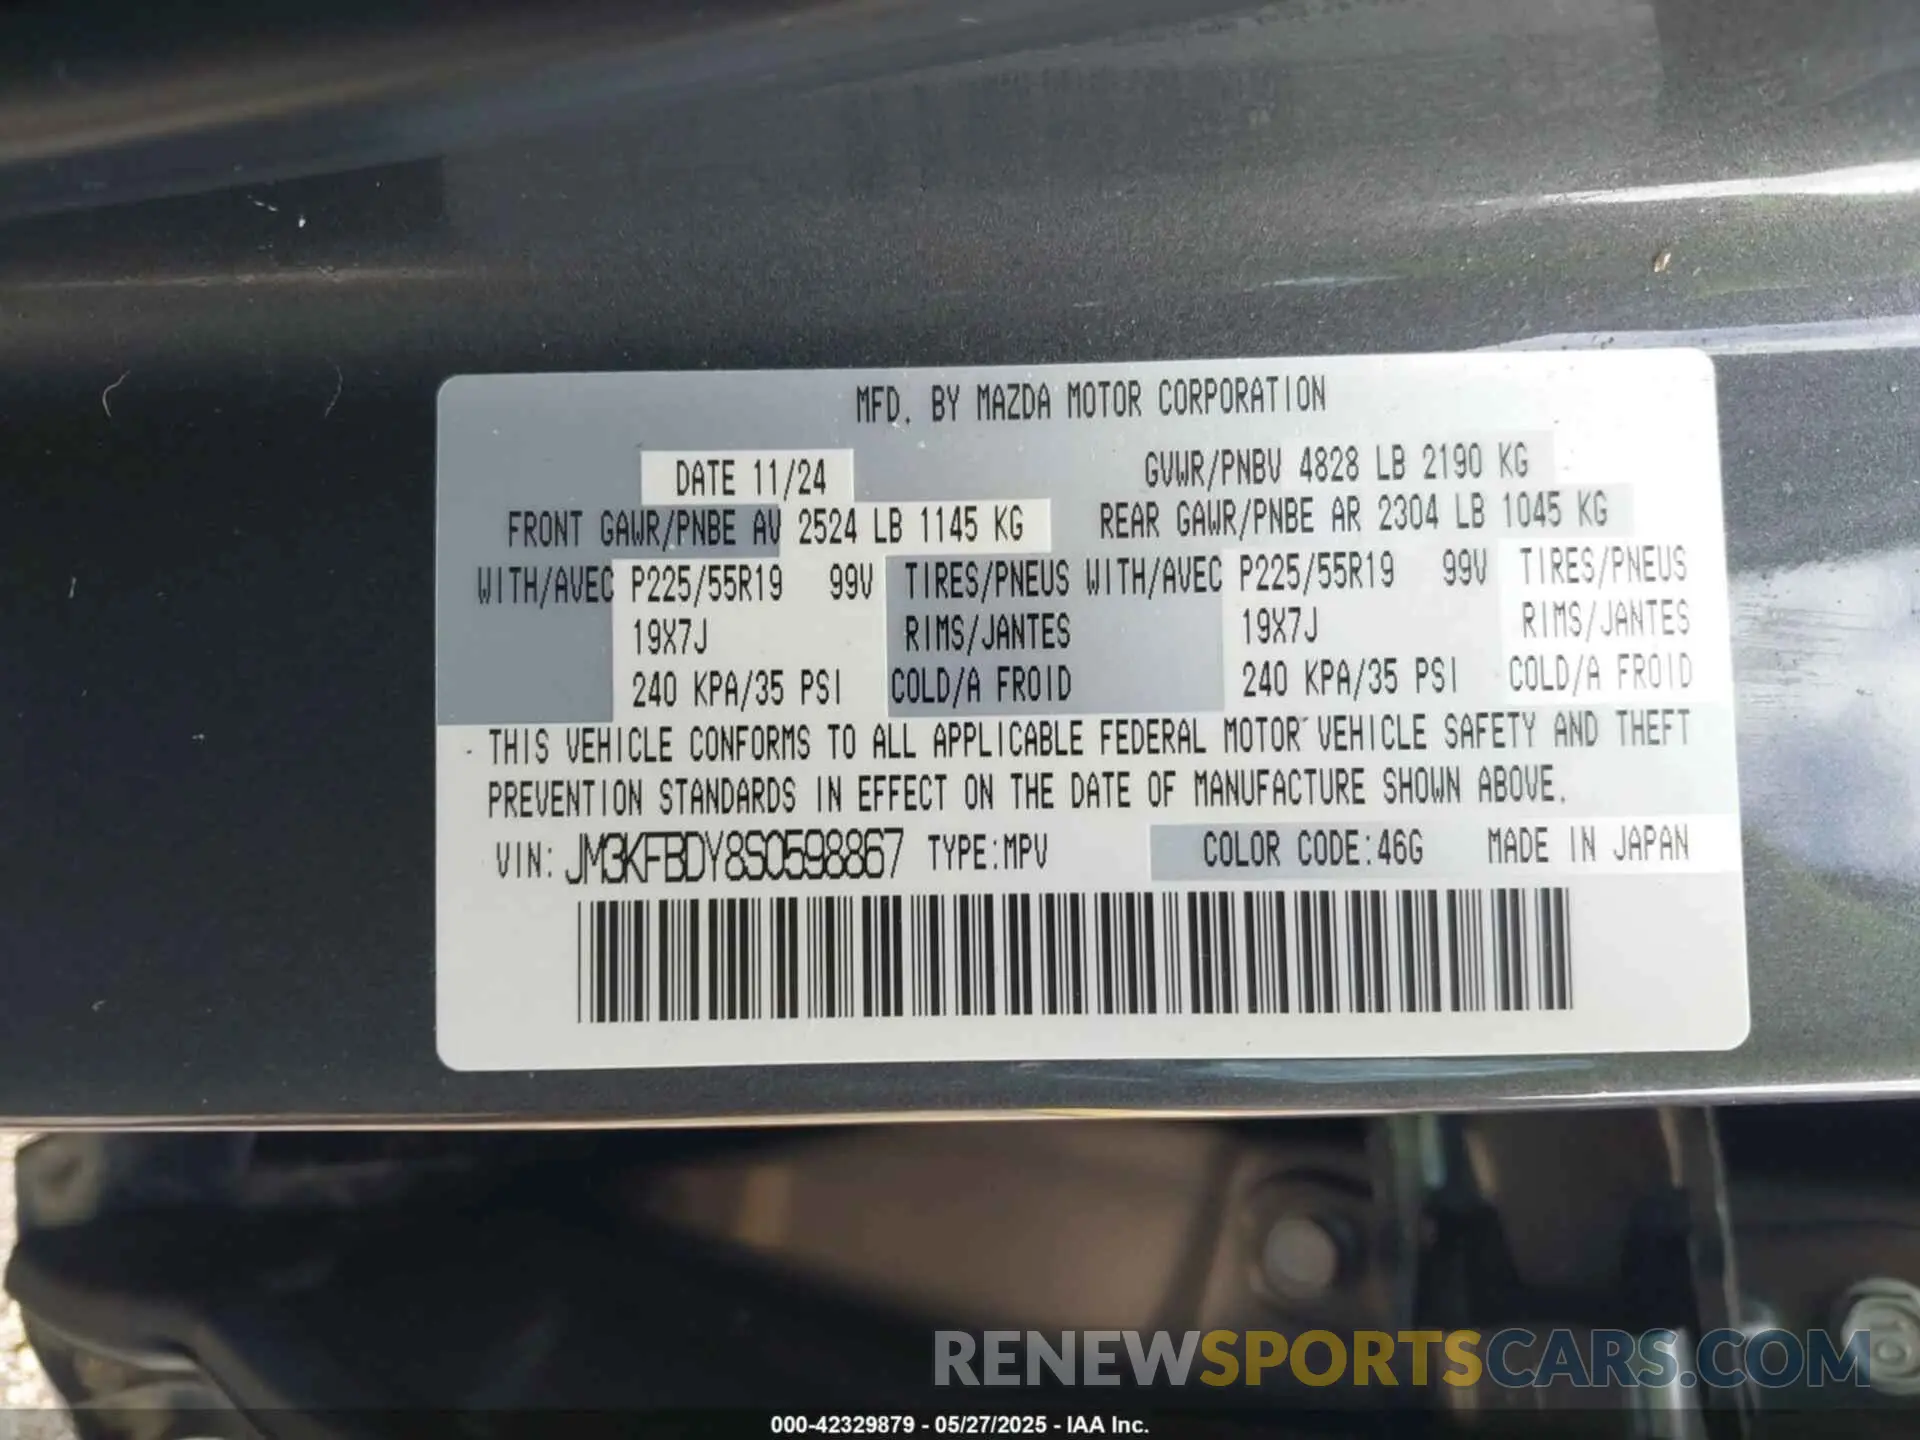 MFD. BY MAZDA MOTOR CORPORATION
DATE 11/24 GVWR/PNBV 4828 LB 2190 KG
FRONT GAWR/PNBE AV 2524 LB 1145 KG REAR GAWR/PNBE AR 2304 LB 1045 KG
WITH/AVEC P225/55R19 99V TIRES/PNEUS WITH/AVEC P225/55R19 99V TIRES/PNEUS
19X7J RIMS/JANTES 19X7J RIMS/JANTES
240 KPA/35 PSI COLD/A FROID 240 KPA/35 PSI COLD/A FROID
THIS VEHICLE CONFORMS TO ALL APPLICABLE FEDERAL MOTOR VEHICLE SAFETY AND THEFT
PREVENTION STANDARDS IN EFFECT ON THE DATE OF MANUFACTURE SHOWN ABOVE.
VIN: JM3KFBDY8S0598867 TYPE:MPV COLOR CODE:46G MADE IN JAPAN
RENEWSPORTSCARS.COM
000-42329879 - 05/27/2025 - IAA Inc.